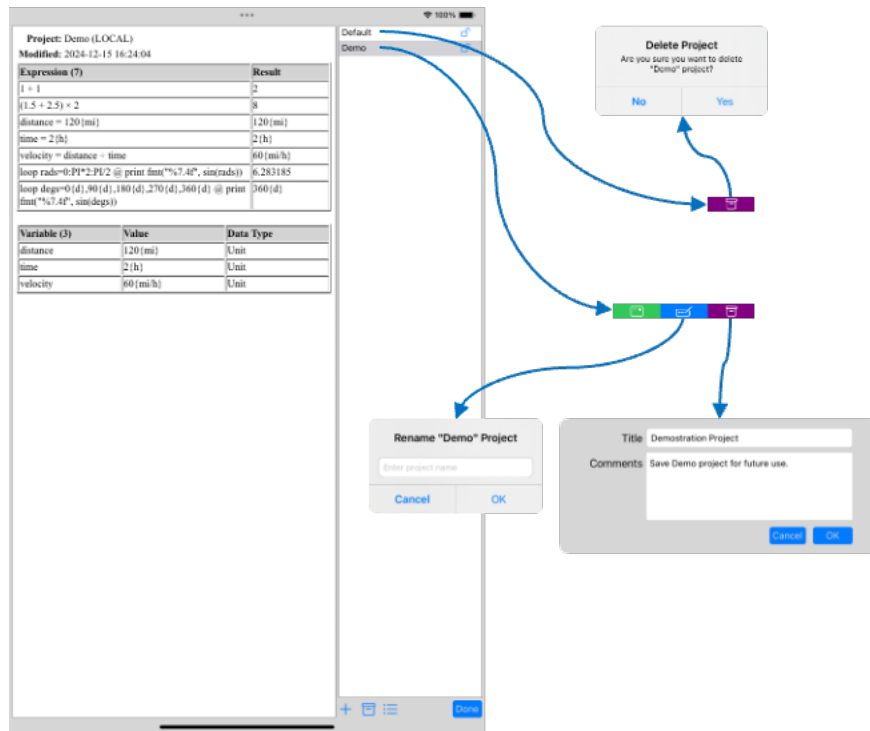 100%
Project: Demo (LOCAL)
Modified: 2024-12-15 16:24:04
Expression (7) Result
1 + 1 2
(1.5 + 2.5) × 2 8
distance = 120{mi} 120{mi}
time = 2{h} 2{h}
velocity = distance ÷ time 60{mi/h}
loop rads=0:PI*2:PI/2 @ print fmt("%7.4f", sin(rads)) 6.283185
loop degs=0{d},90{d},180{d},270{d},360{d} @ print 360{d}
fmt("%7.4f", sin(degs))
Variable (3) Value Data Type
distance 120{mi} Unit
time 2{h} Unit
velocity 60{mi/h} Unit
Default
Demo
Done
Delete Project
Are you sure you want to delete
"Demo" project?
No Yes
Rename "Demo" Project
Enter project name
Cancel OK
Title Demostration Project
Comments Save Demo project for future use.
Cancel OK